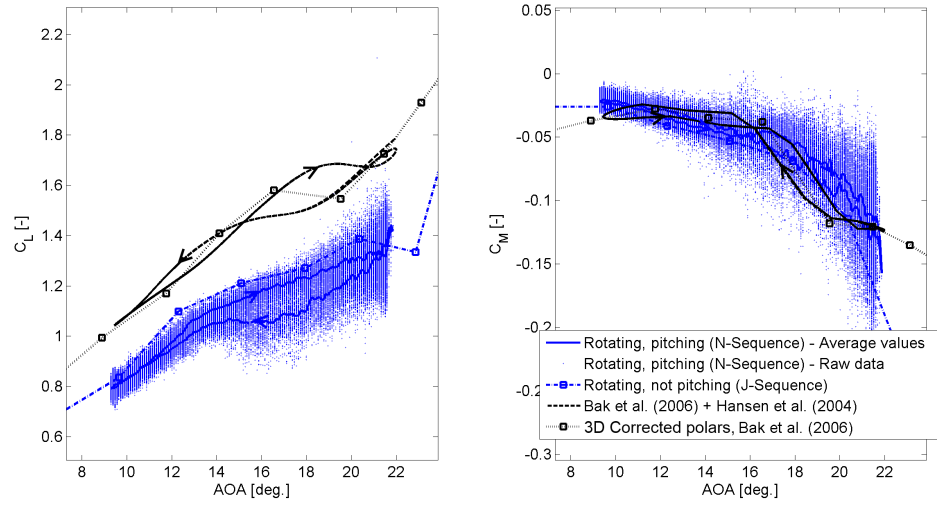 2.2
2
1.8
1.6
1.4
1.2
1
0.8
0.6
C_L [-]
8 10 12 14 16 18 20 22
AOA [deg.]
0.05
0
-0.05
-0.1
-0.15
-0.2
-0.2
-0.3
C_M [-]
8 10 12 14 16 18 20 22
AOA [deg.]
Rotating, pitching (N-Sequence) - Average values
Rotating, pitching (N-Sequence) - Raw data
Rotating, not pitching (J-Sequence)
Bak et al. (2006) + Hansen et al. (2004)
3D Corrected polars, Bak et al. (2006)